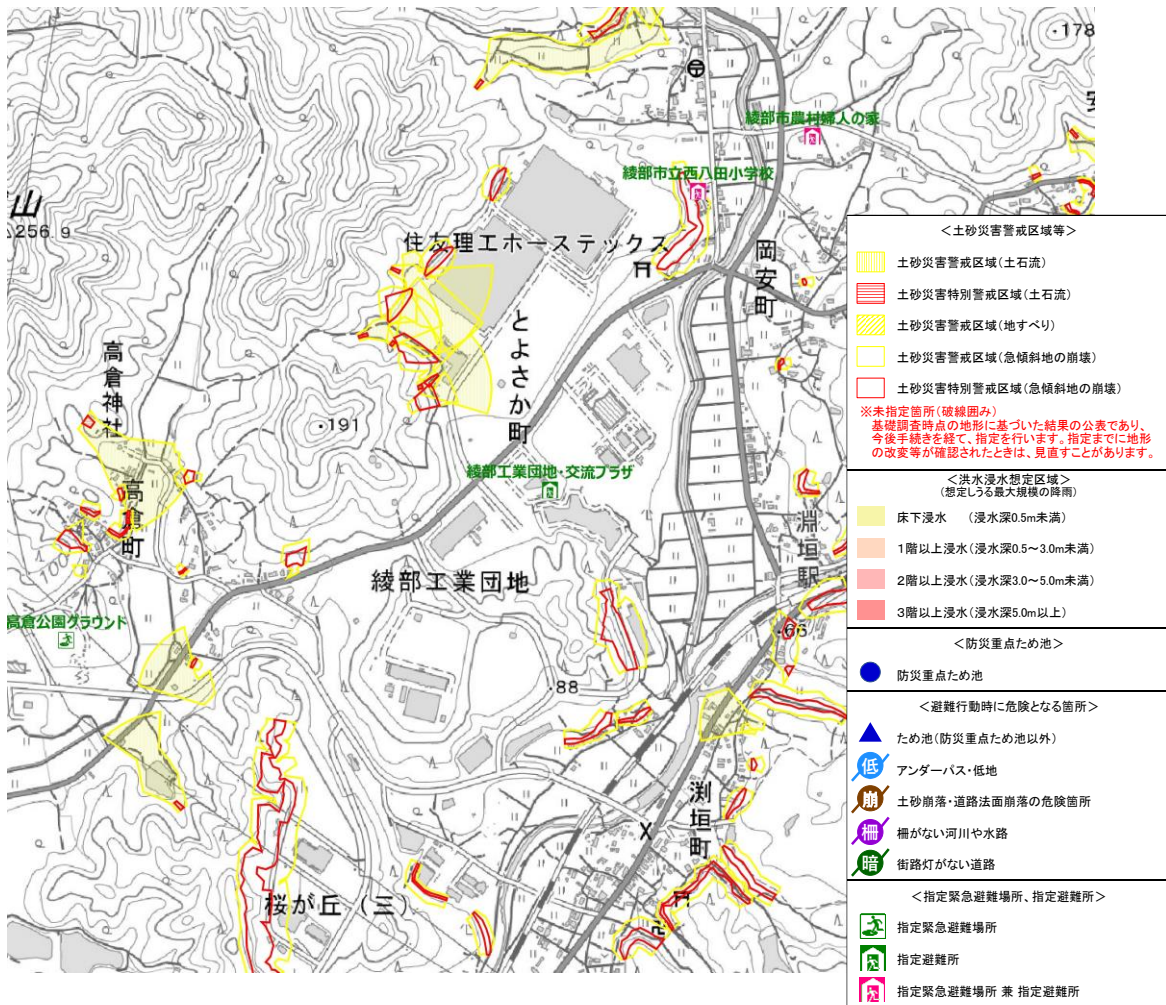 ・178
綾部市農村婦人の家
綾部市立西八田小学校
山
256.9
住友理工ホーステックス
岡安町
とよさか町
高倉神社
・191
綾部工業団地・交流プラザ
高倉町
淵垣駅
綾部工業団地
高倉公園グラウンド
・66
・88
渕垣町
桜が丘(三)
<土砂災害警戒区域等>
土砂災害警戒区域(土石流)
土砂災害特別警戒区域(土石流)
土砂災害警戒区域(地すべり)
土砂災害警戒区域(急傾斜地の崩壊)
土砂災害特別警戒区域(急傾斜地の崩壊)
※未指定箇所(破線囲み)
基礎調査時点の地形に基づいた結果の公表であり、
今後手続きを経て、指定を行います。指定までに地形
の改変等が確認されたときは、見直すことがあります。
<洪水浸水想定区域>
(想定しうる最大規模の降雨)
床下浸水 (浸水深0.5m未満)
1階以上浸水(浸水深0.5~3.0m未満)
2階以上浸水(浸水深3.0~5.0m未満)
3階以上浸水(浸水深5.0m以上)
<防災重点ため池>
防災重点ため池
<避難行動時に危険となる箇所>
ため池(防災重点ため池以外)
低 アンダーパス・低地
崩 土砂崩落・道路法面崩落の危険箇所
柵 柵がない河川や水路
暗 街路灯がない道路
<指定緊急避難場所、指定避難所>
指定緊急避難場所
指定避難所
指定緊急避難場所 兼 指定避難所